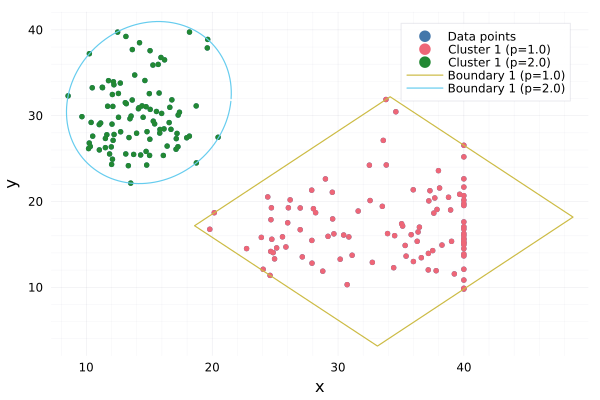 40
30
20
10
y
Data points
Cluster 1 (p=1.0)
Cluster 1 (p=2.0)
Boundary 1 (p=1.0)
Boundary 1 (p=2.0)
10 20 30 40
x